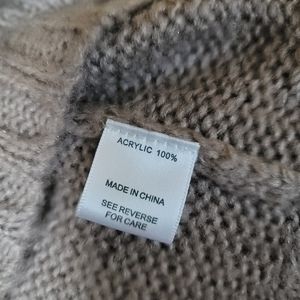 ACRYLIC 100%
MADE IN CHINA
SEE REVERSE
FOR CARE